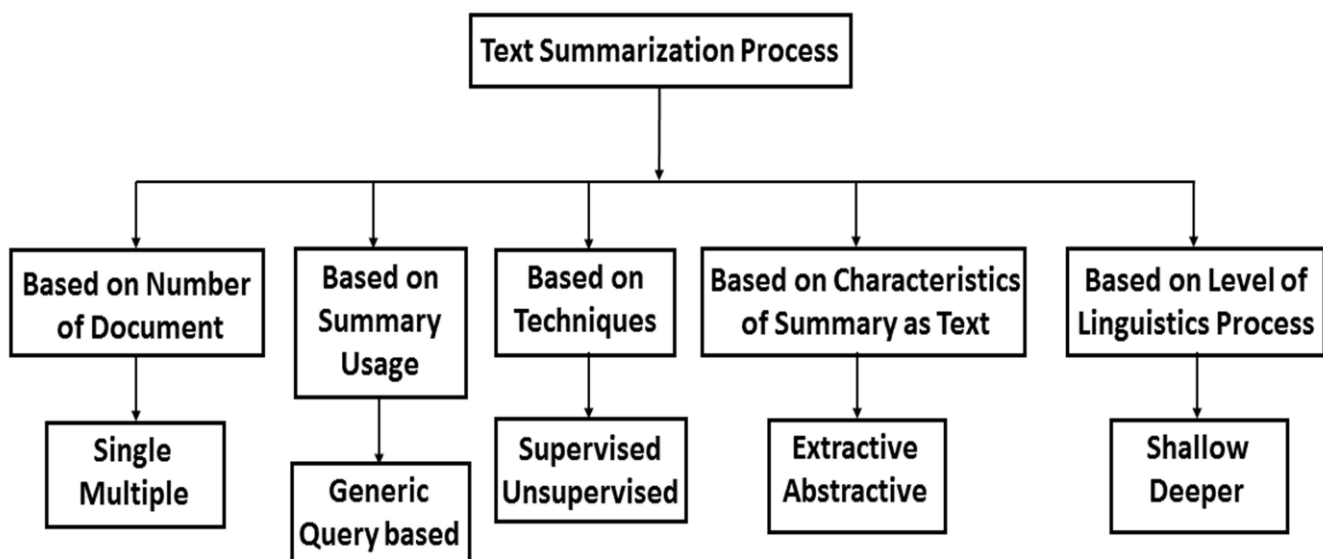 Text Summarization Process
Based on Number
of Document
Based on
Summary
Usage
Based on
Techniques
Based on Characteristics
of Summary as Text
Based on Level of
Linguistics Process
Single
Multiple
Generic
Query based
Supervised
Unsupervised
Extractive
Abstractive
Shallow
Deeper